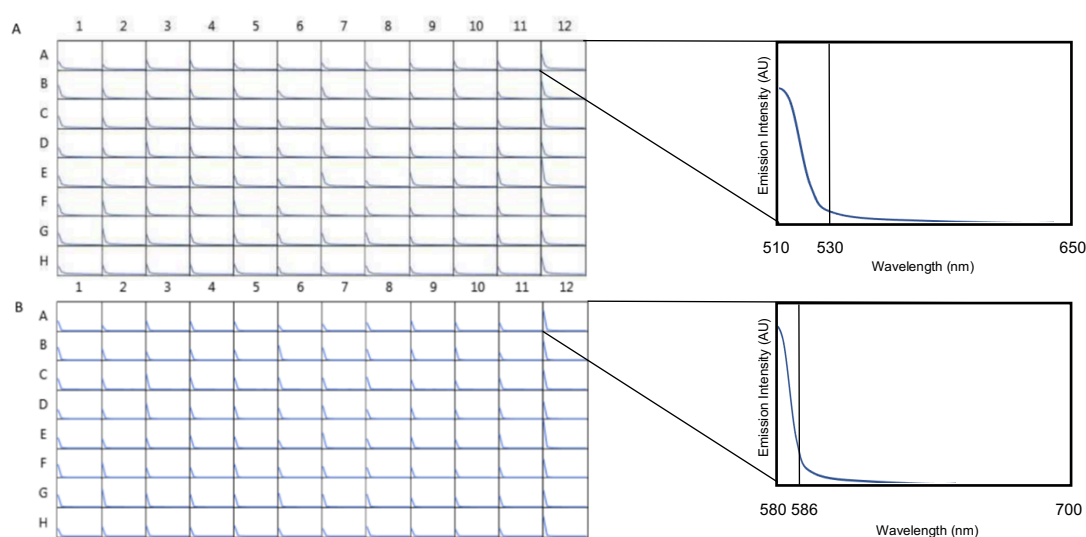 A
1 2 3 4 5 6 7 8 9 10 11 12
A
B
C
D
E
F
G
H
Emission Intensity (AU)
510 530 650
Wavelength (nm)
B
1 2 3 4 5 6 7 8 9 10 11 12
A
B
C
D
E
F
G
H
Emission Intensity (AU)
580 586 700
Wavelength (nm)